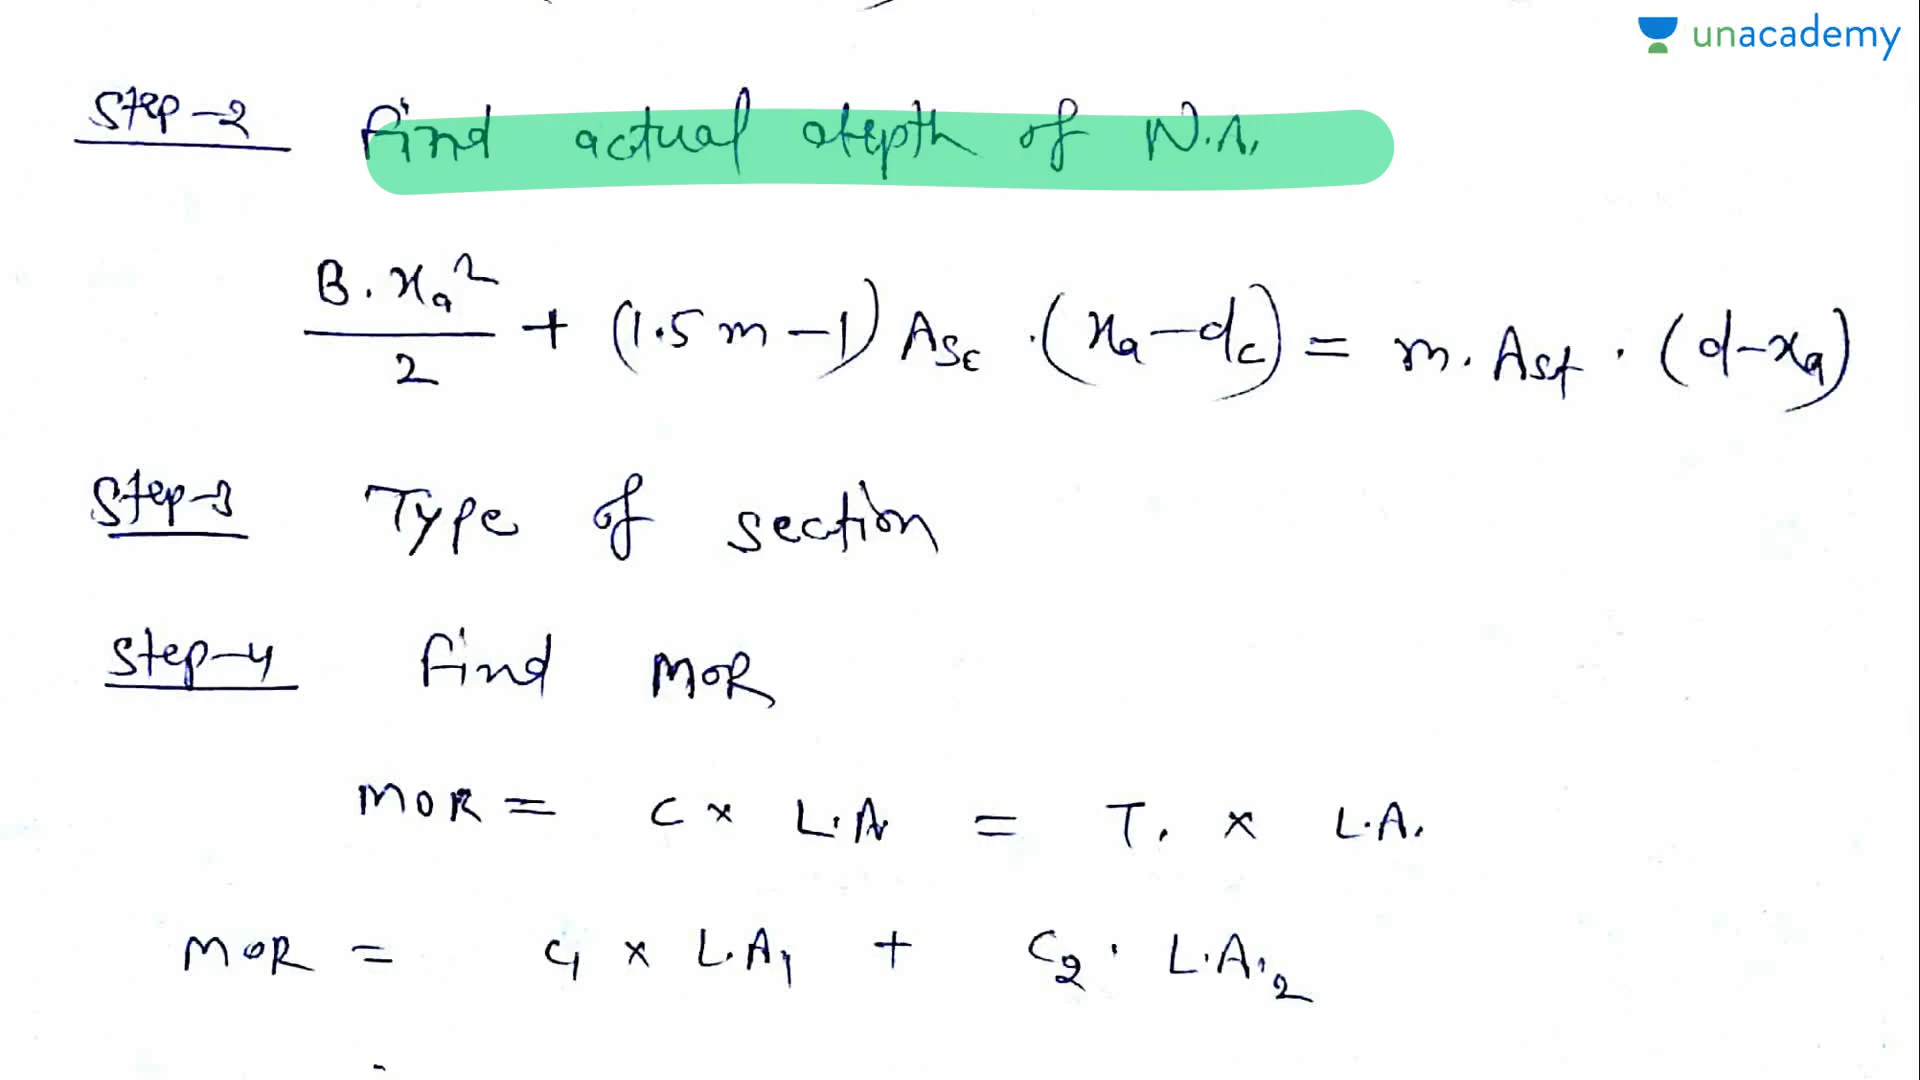 unacademy
Step-2 Find actual depth of N.A.
B.xa²/2 + (1.5m-1) Asc .(xa-dc) = m. Ast . (d-xa)
Step-3 Type of section
Step-4 Find MOR
MOR = C x L.A = T. x L.A.
MOR = C1 x L.A1 + C2 . L.A.2